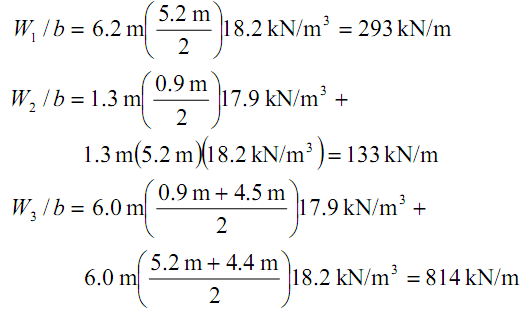 W₁ / b = 6.2 m(5.2 m / 2)18.2 kN/m³ = 293 kN/m
W₂ / b = 1.3 m(0.9 m / 2)17.9 kN/m³ +
1.3 m(5.2 m)(18.2 kN/m³) = 133 kN/m
W₃ / b = 6.0 m(0.9 m + 4.5 m / 2)17.9 kN/m³ +
6.0 m(5.2 m + 4.4 m / 2)18.2 kN/m³ = 814 kN/m